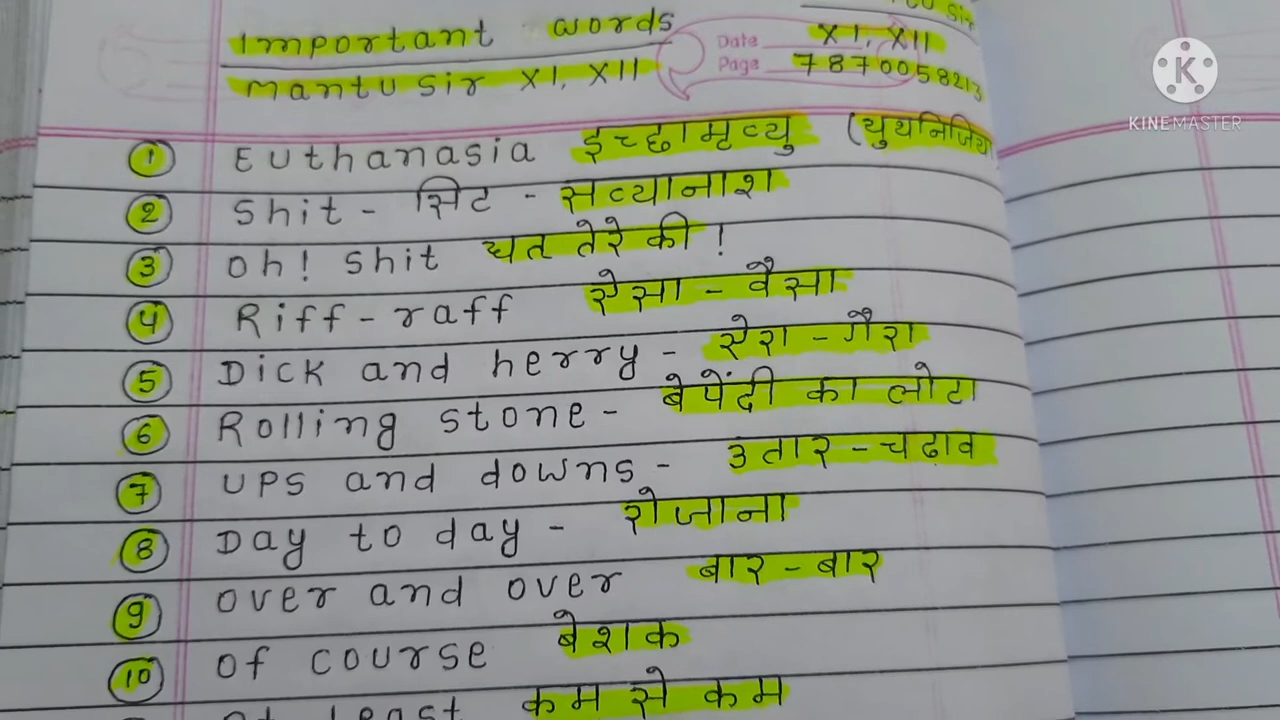 Important words
Date XI, XII
Mantu Sir XI, XII
Page 7870058213
KINEMASTER
① Euthanasia इच्छामृत्यु (युथनिजिया
② Shit - सिट - सत्यानाश
③ Oh! Shit धत तेरे की!
④ Riff-raff ऐसा-वैसा
⑤ Dick and herry - ऐरा-गैरा
⑥ Rolling stone - बेपेंदी का लोटा
⑦ Ups and downs - उतार-चढाव
⑧ Day to day - रोजाना
⑨ Over and over बार-बार
⑩ Of course बेशक
At least कम से कम